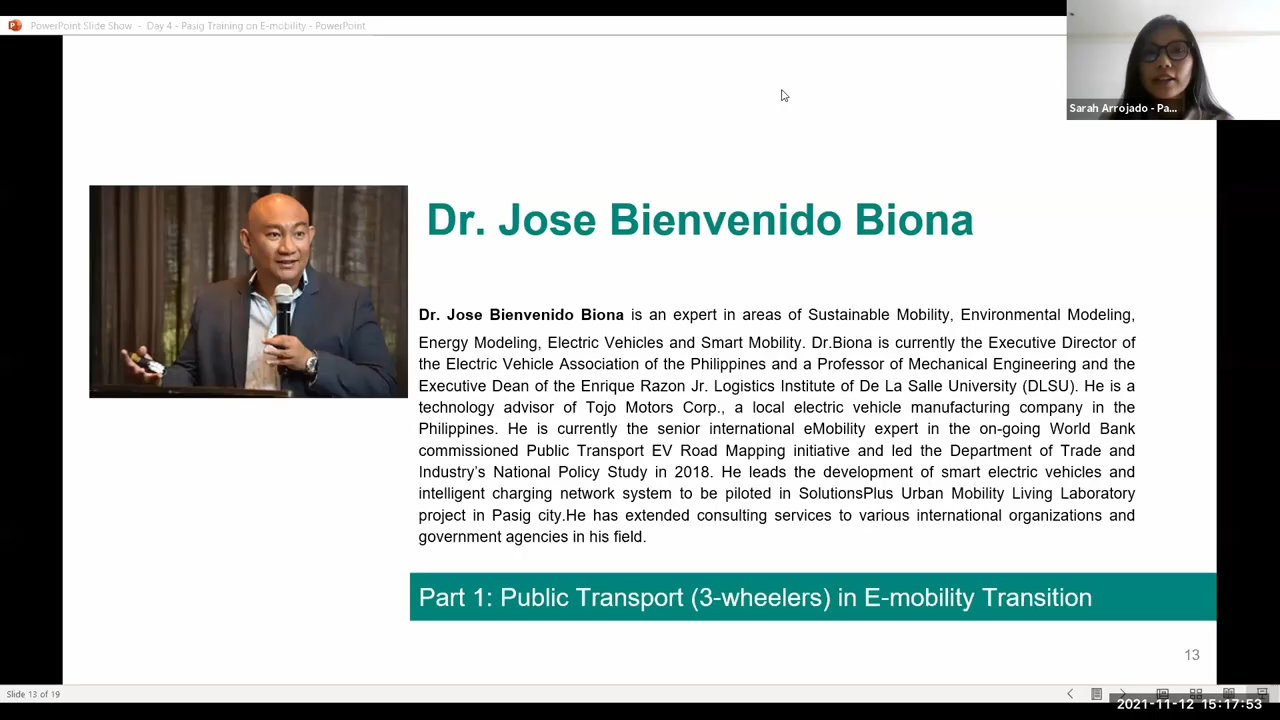 PowerPoint Slide Show - Day 4 - Pasig Training on E-mobility - PowerPoint
Sarah Arrojado - Pa...
Dr. Jose Bienvenido Biona
Dr. Jose Bienvenido Biona is an expert in areas of Sustainable Mobility, Environmental Modeling,
Energy Modeling, Electric Vehicles and Smart Mobility. Dr.Biona is currently the Executive Director of
the Electric Vehicle Association of the Philippines and a Professor of Mechanical Engineering and the
Executive Dean of the Enrique Razon Jr. Logistics Institute of De La Salle University (DLSU). He is a
technology advisor of Tojo Motors Corp., a local electric vehicle manufacturing company in the
Philippines. He is currently the senior international eMobility expert in the on-going World Bank
commissioned Public Transport EV Road Mapping initiative and led the Department of Trade and
Industry's National Policy Study in 2018. He leads the development of smart electric vehicles and
intelligent charging network system to be piloted in SolutionsPlus Urban Mobility Living Laboratory
project in Pasig city.He has extended consulting services to various international organizations and
government agencies in his field.
Part 1: Public Transport (3-wheelers) in E-mobility Transition
13
Slide 13 of 19
2021-11-12 15:17:53